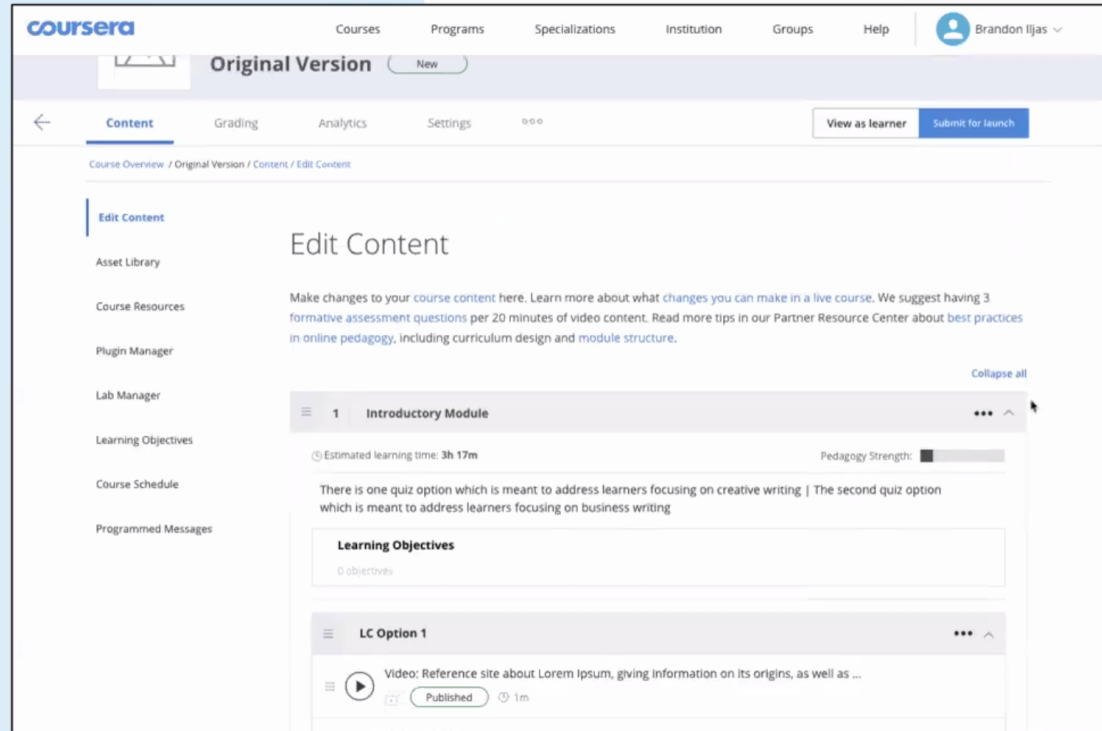 coursera
Courses Programs Specializations Institution Groups Help Brandon Iljas
Original Version New
Content Grading Analytics Settings ooo View as learner Submit for launch
Course Overview / Original Version / Content / Edit Content
Edit Content
Asset Library
Course Resources
Plugin Manager
Lab Manager
Learning Objectives
Course Schedule
Programmed Messages
Edit Content
Make changes to your course content here. Learn more about what changes you can make in a live course. We suggest having 3
formative assessment questions per 20 minutes of video content. Read more tips in our Partner Resource Center about best practices
in online pedagogy, including curriculum design and module structure.
Collapse all
1 Introductory Module •••
Estimated learning time: 3h 17m Pedagogy Strength:
There is one quiz option which is meant to address learners focusing on creative writing | The second quiz option
which is meant to address learners focusing on business writing
Learning Objectives
0 objectives
LC Option 1 •••
Video: Reference site about Lorem Ipsum, giving information on its origins, as well as ...
Published 1m